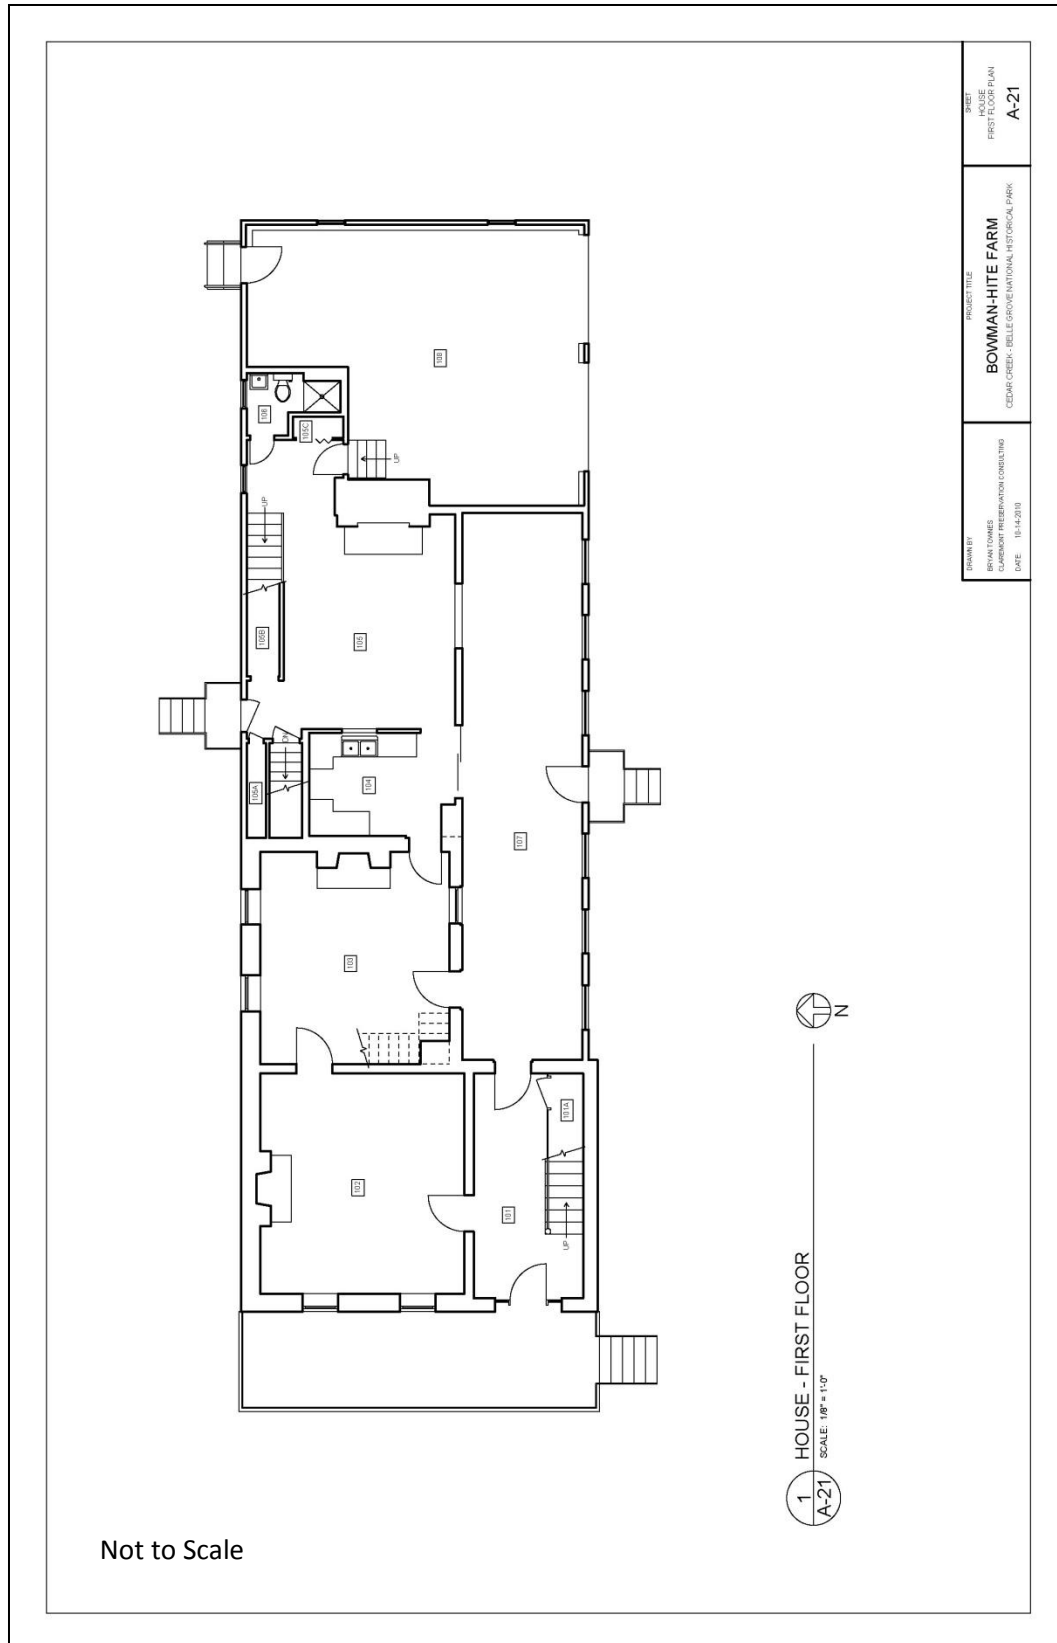 SHEET
HOUSE
FIRST FLOOR PLAN
A-21
PROJECT TITLE
BOWMAN-HITE FARM
CEDAR CREEK - BELLE GROVE NATIONAL HISTORICAL PARK
DRAWN BY
BRYAN TOWNES
CLAREMONT PRESERVATION CONSULTING
DATE 10-14-2010
108
106
105C
UP
UP
105B
105
DN
105A
104
107
103
101A
102
101
UP
N
1
A-21
HOUSE - FIRST FLOOR
SCALE: 1/8" = 1'-0"
Not to Scale